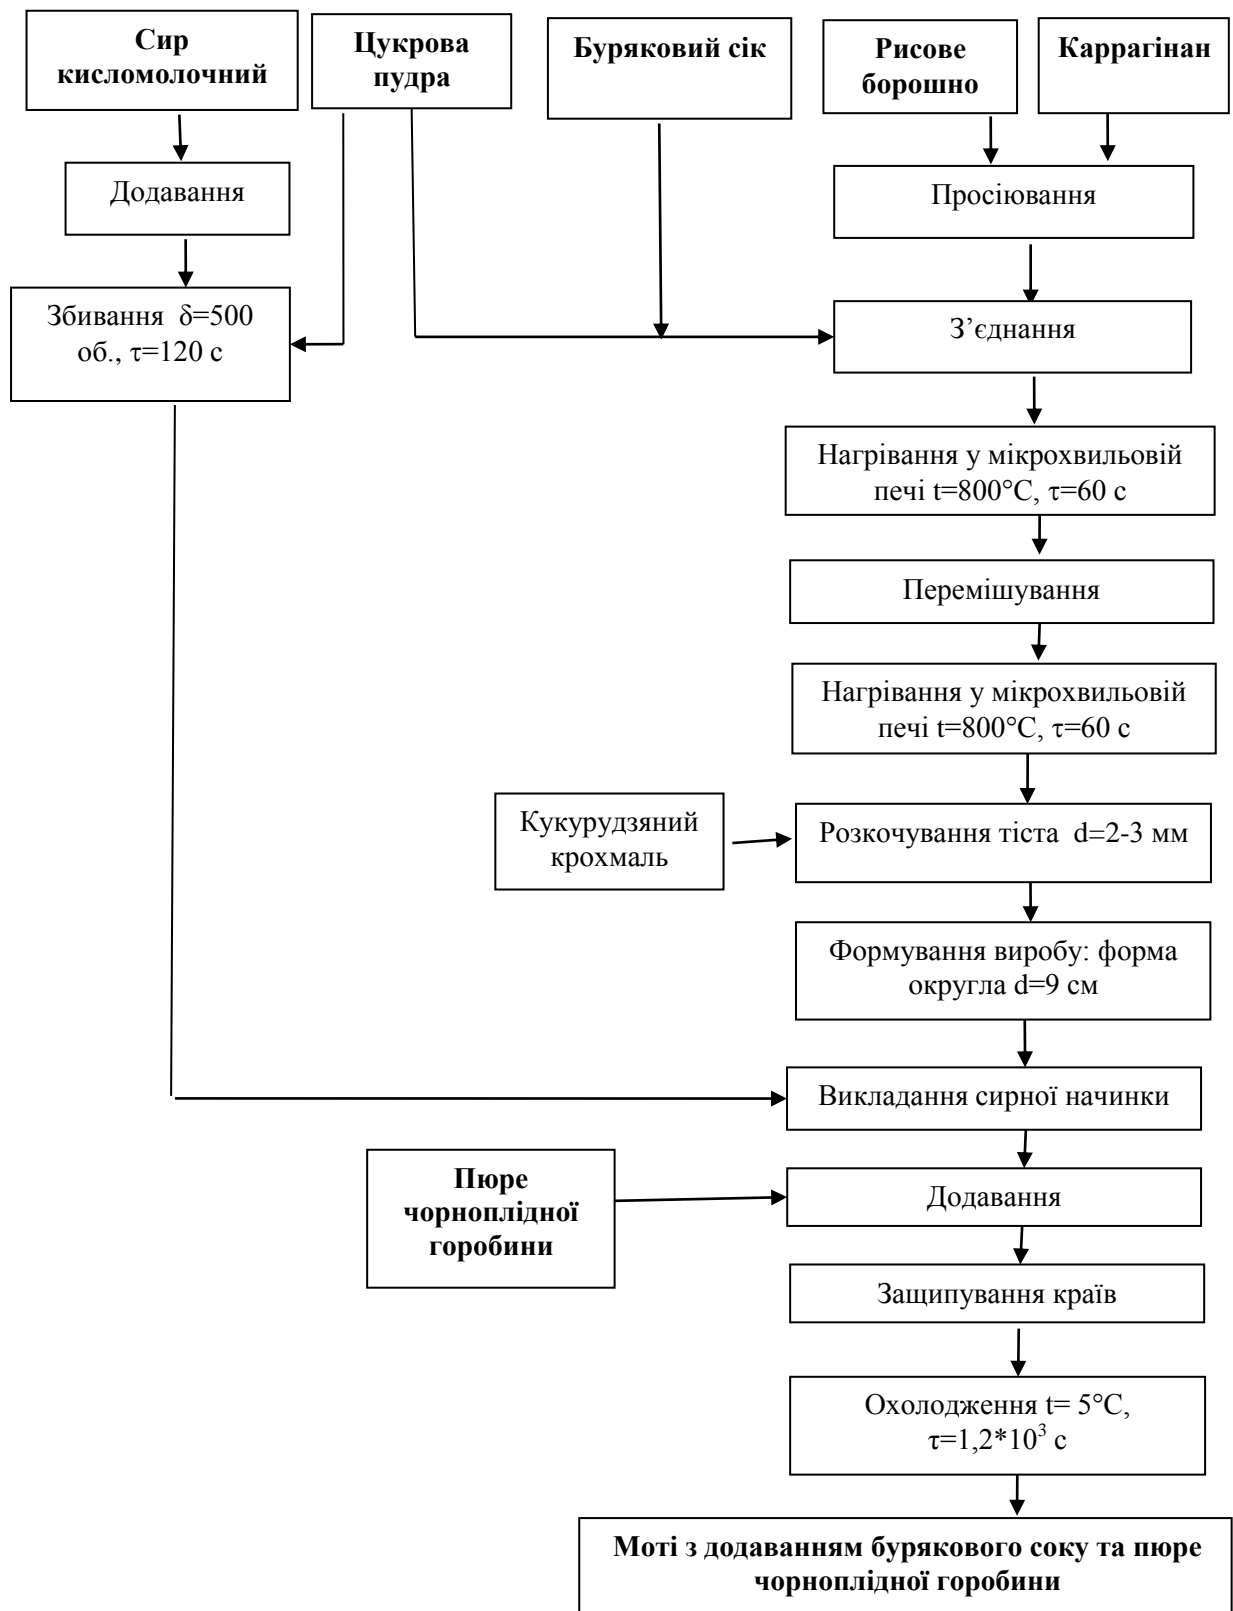 Сир
кисломолочний
Цукрова
пудра
Буряковий сік
Рисове
борошно
Каррагінан
Додавання
Просіювання
Збивання δ=500
об., τ=120 с
З’єднання
Нагрівання у мікрохвильовій
печі t=800°С, τ=60 с
Перемішування
Нагрівання у мікрохвильовій
печі t=800°С, τ=60 с
Кукурудзяний
крохмаль
Розкочування тіста d=2-3 мм
Формування виробу: форма
округла d=9 см
Викладання сирної начинки
Пюре
чорноплідної
горобини
Додавання
Защипування країв
Охолодження t= 5°С,
τ=1,2*10³ с
Моті з додаванням бурякового соку та пюре
чорноплідної горобини